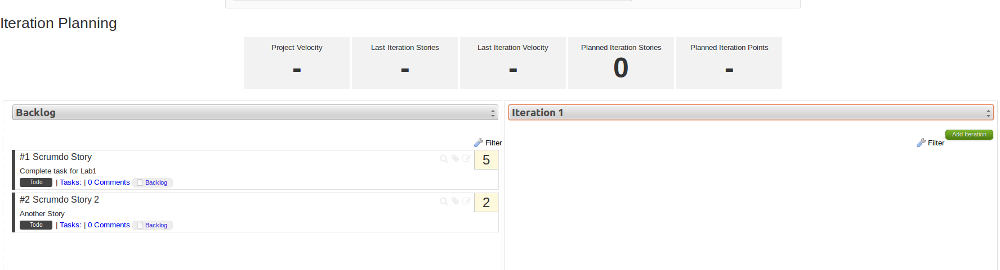 Iteration Planning
Project Velocity
-
Last Iteration Stories
-
Last Iteration Velocity
-
Planned Iteration Stories
0
Planned Iteration Points
-
Backlog
Filter
#1 Scrumdo Story
5
Complete task for Lab1
Todo | Tasks: | 0 Comments Backlog
#2 Scrumdo Story 2
2
Another Story
Todo | Tasks: | 0 Comments Backlog
Iteration 1
Add Iteration
Filter